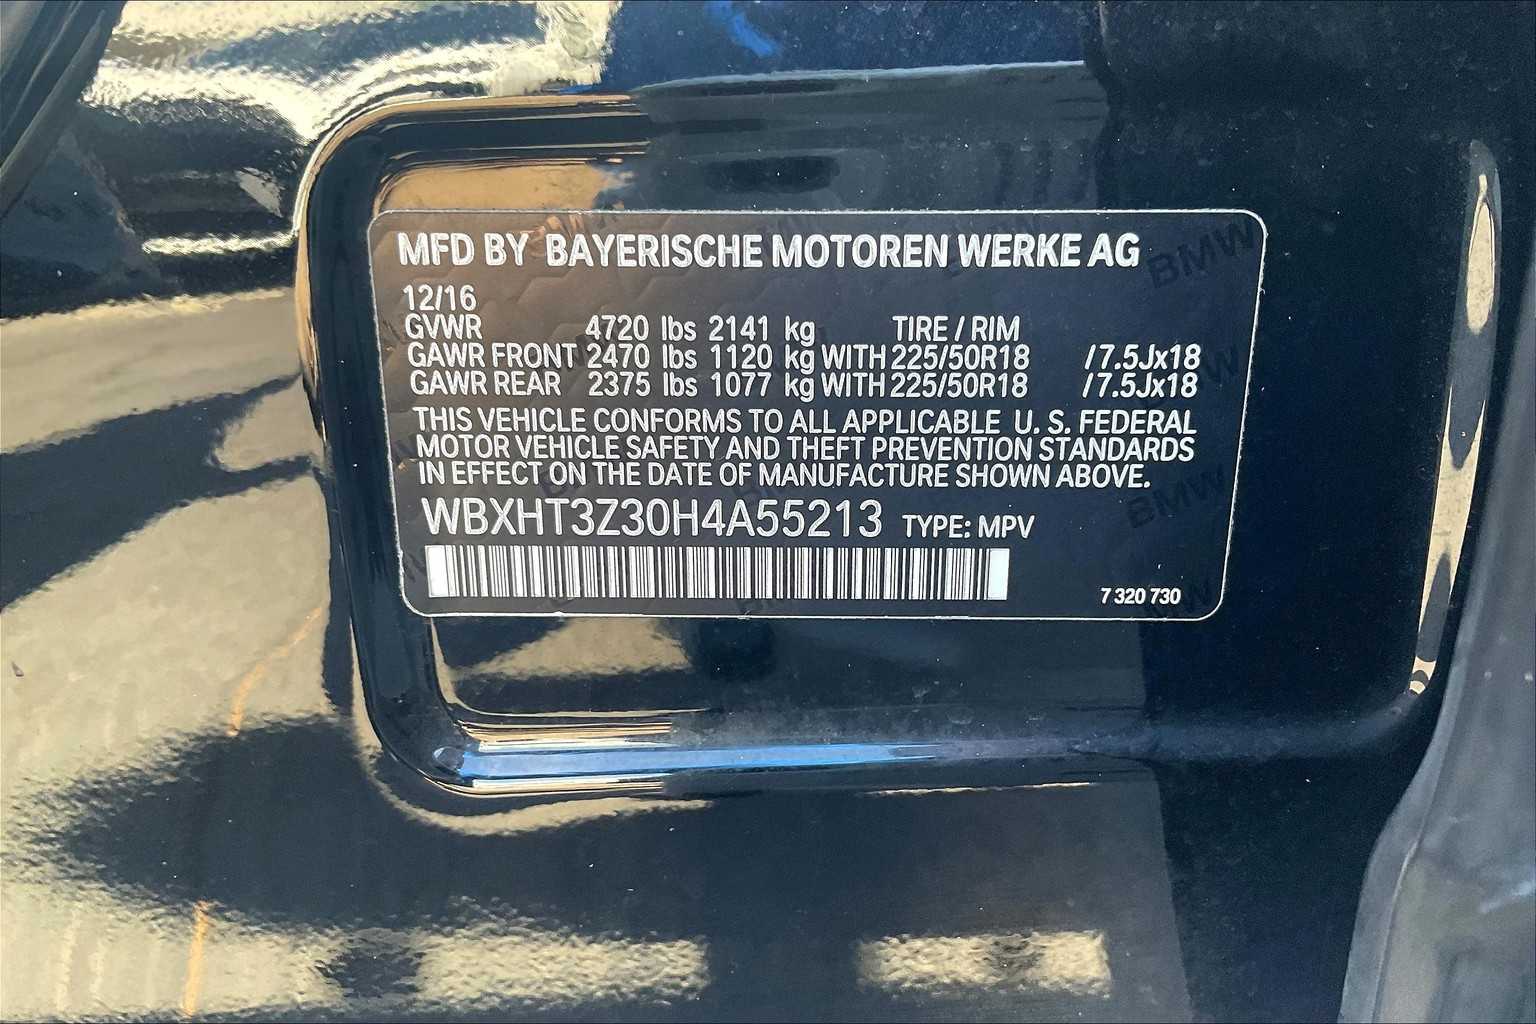 MFD BY BAYERISCHE MOTOREN WERKE AG
12/16
GVWR 4720 lbs 2141 kg TIRE / RIM
GAWR FRONT 2470 lbs 1120 kg WITH 225/50R18 / 7.5Jx18
GAWR REAR 2375 lbs 1077 kg WITH 225/50R18 / 7.5Jx18
THIS VEHICLE CONFORMS TO ALL APPLICABLE U. S. FEDERAL
MOTOR VEHICLE SAFETY AND THEFT PREVENTION STANDARDS
IN EFFECT ON THE DATE OF MANUFACTURE SHOWN ABOVE.
WBXHT3Z30H4A55213 TYPE: MPV
7 320 730
BMW
BMW
BMW